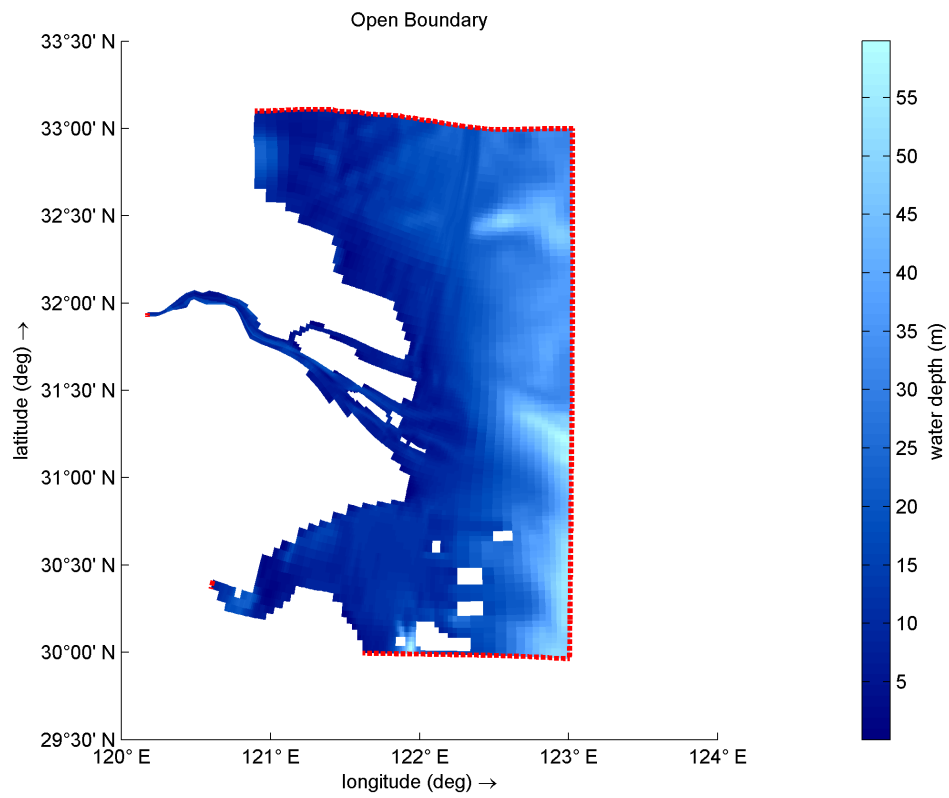 Open Boundary
33°30' N
33°00' N
32°30' N
32°00' N
31°30' N
31°00' N
30°30' N
30°00' N
29°30' N
latitude (deg) →
120° E
121° E
122° E
123° E
124° E
longitude (deg) →
55
50
45
40
35
30
25
20
15
10
5
water depth (m)